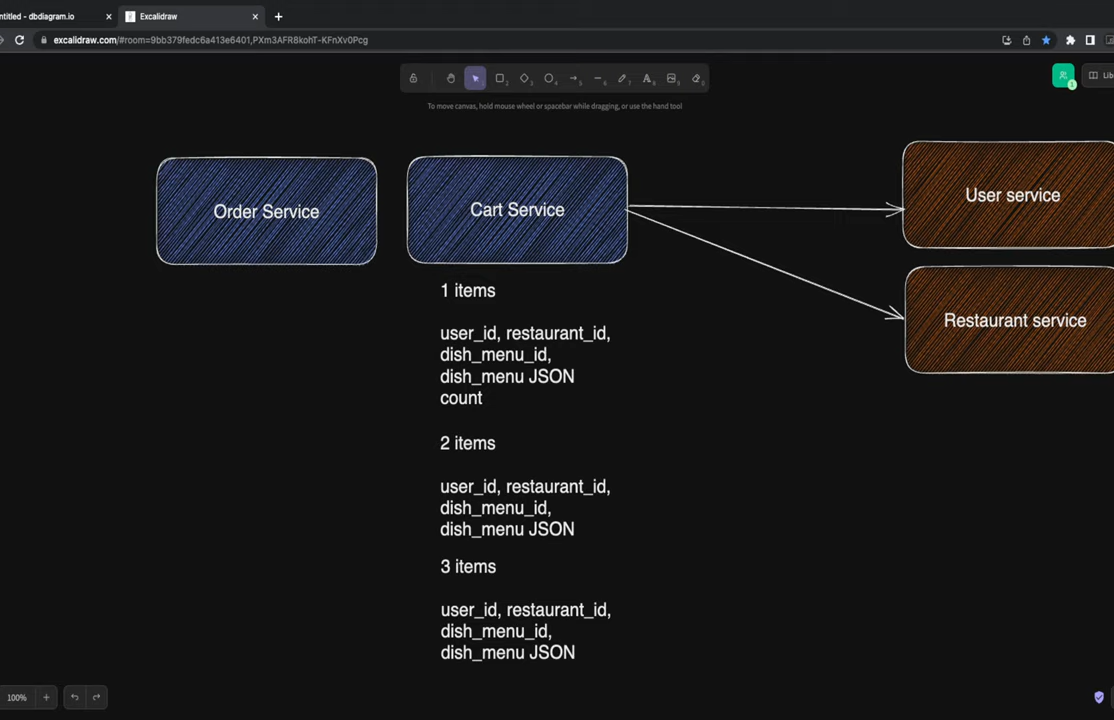 ntitled - dbdiagram.io
Excalidraw
excalidraw.com/#room=9bb379fedc6a413e6401,PXm3AFR8kohT-KFnXv0Pcg
To move canvas, hold mouse wheel or spacebar while dragging, or use the hand tool
Lib
Order Service
Cart Service
User service
Restaurant service
1 items
user_id, restaurant_id,
dish_menu_id,
dish_menu JSON
count
2 items
user_id, restaurant_id,
dish_menu_id,
dish_menu JSON
3 items
user_id, restaurant_id,
dish_menu_id,
dish_menu JSON
100%